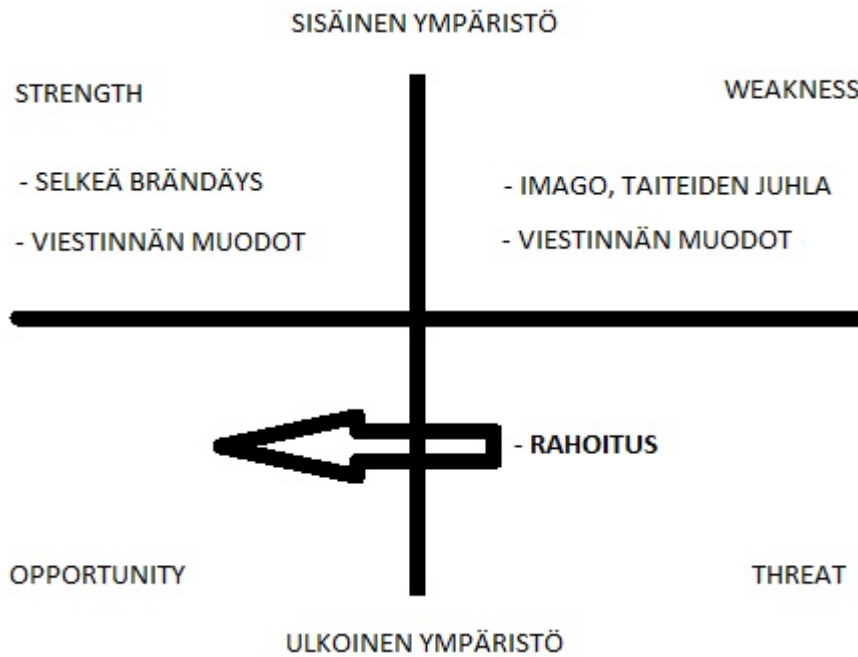 SISÄINEN YMPÄRISTÖ
STRENGTH
WEAKNESS
- SELKEÄ BRÄNDÄYS
- IMAGO, TAITEIDEN JUHLA
- VIESTINNÄN MUODOT
- VIESTINNÄN MUODOT
- RAHOITUS
OPPORTUNITY
THREAT
ULKOINEN YMPÄRISTÖ